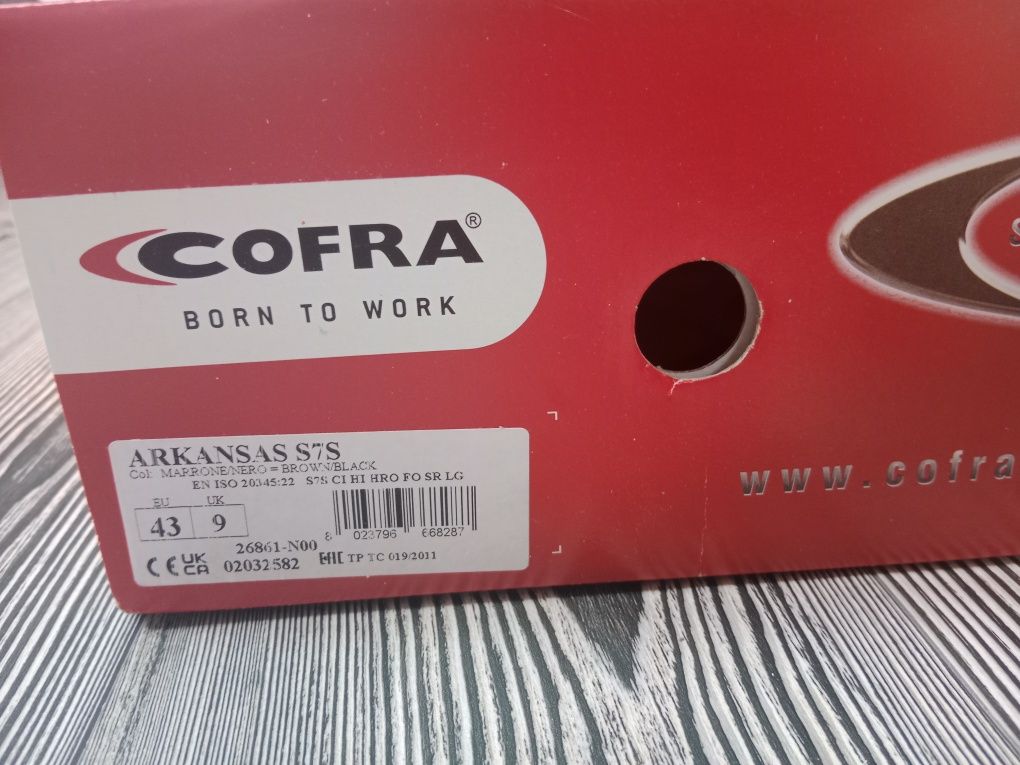 COFRA®
BORN TO WORK
S
www.cofra
ARKANSAS S7S
Col: MARRONE/NERO = BROWN/BLACK
EN ISO 20345:22 S7S CI HI HRO FO SR LG
EU UK
43 9
8 023796 668287
26861-N00
CE UKCA 02032582 EAC TP TC 019/2011